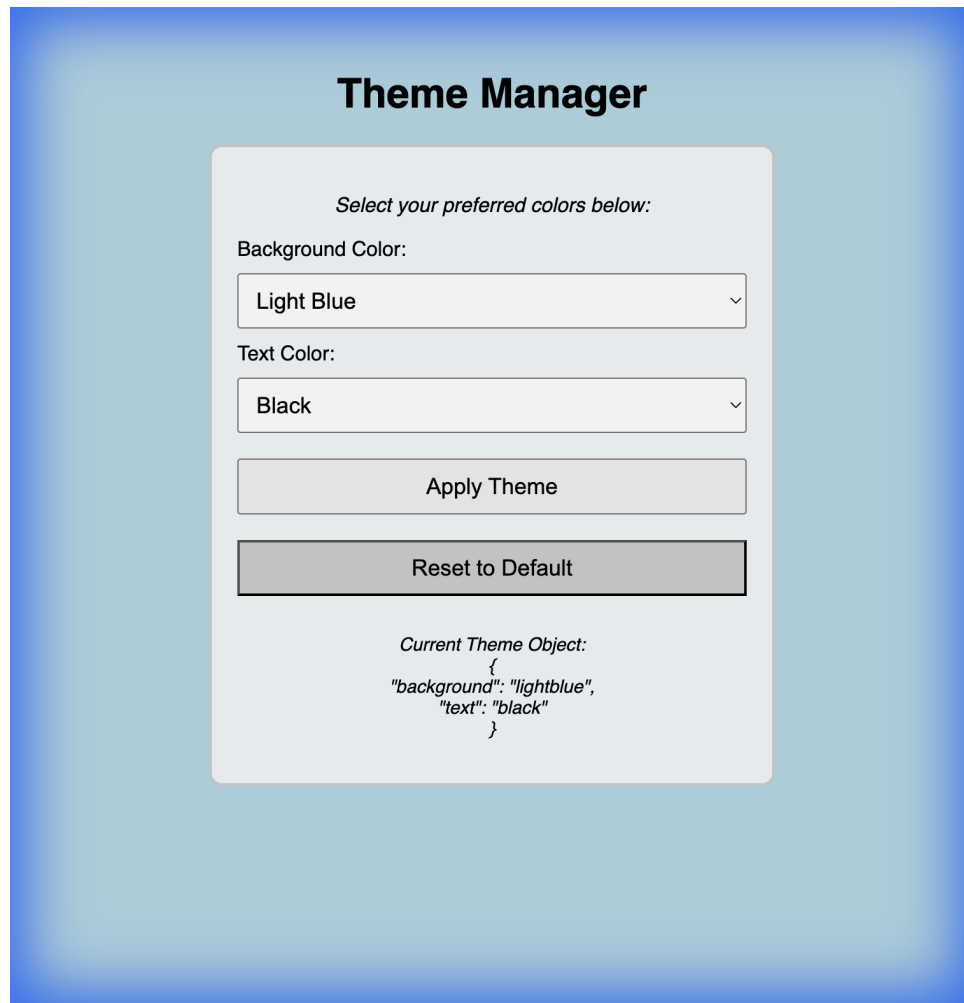 Theme Manager
Select your preferred colors below:
Background Color:
Light Blue
Text Color:
Black
Apply Theme
Reset to Default
Current Theme Object:
{
"background": "lightblue",
"text": "black"
}